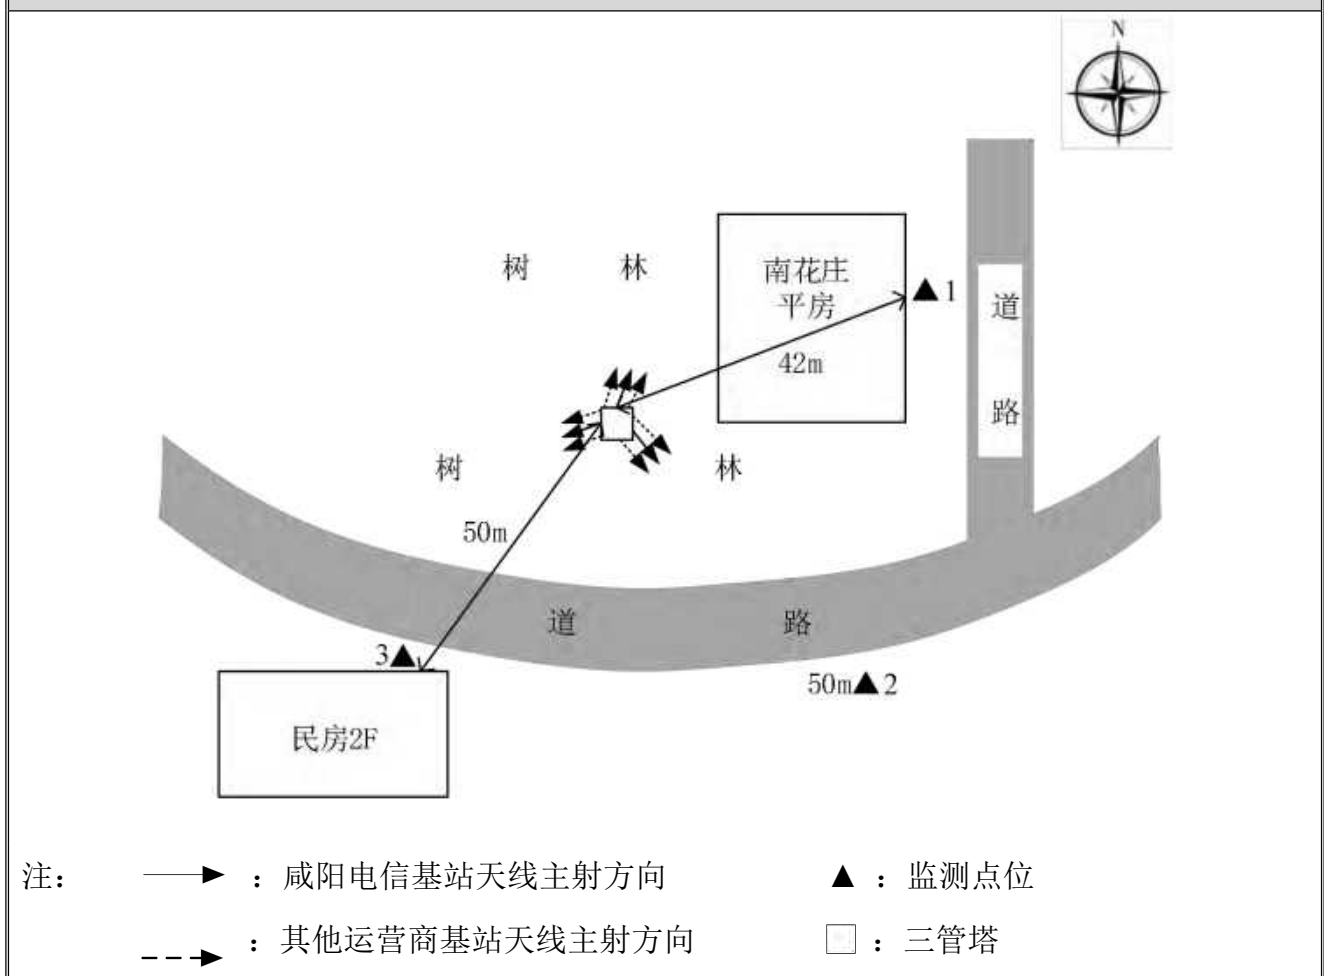 N
树 林
南花庄
平房
▲1
道
路
42m
树 林
50m
道 路
3▲
50m▲2
民房2F
注： ：咸阳电信基站天线主射方向 ▲：监测点位
：其他运营商基站天线主射方向 ：三管塔